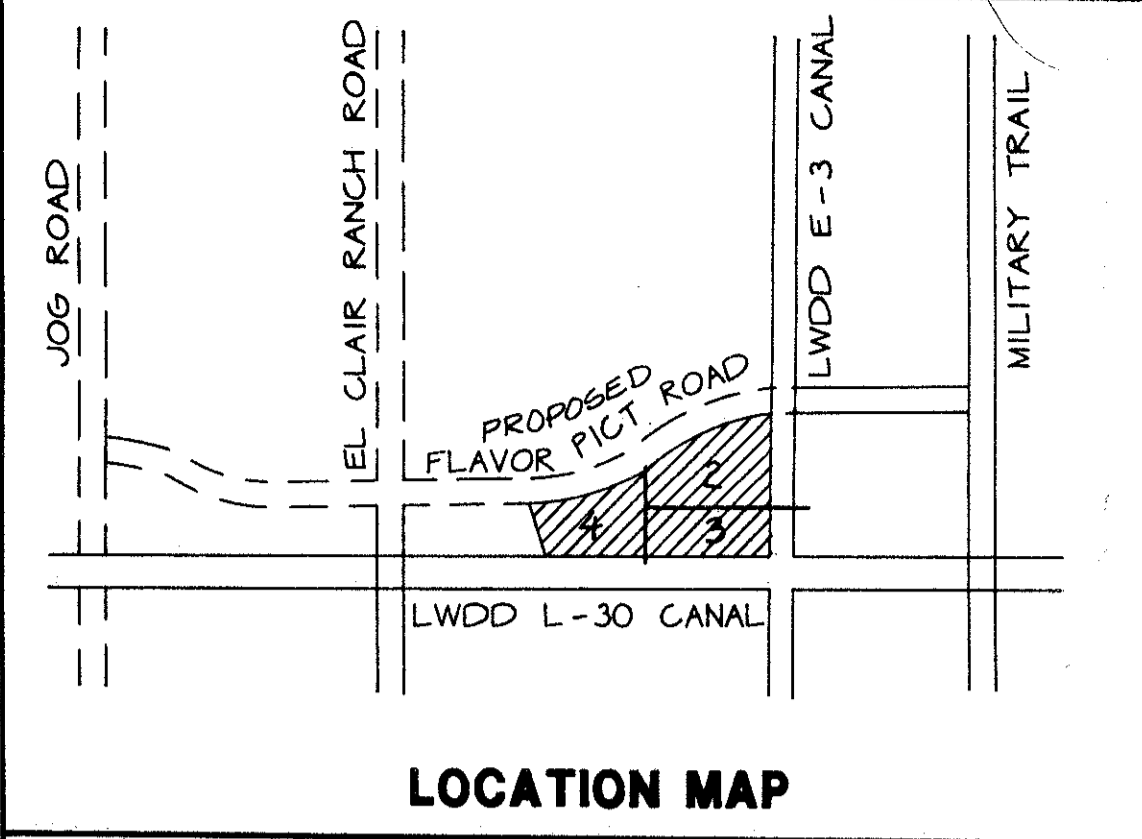 JOG ROAD
EL CLAIR RANCH ROAD
LWDD E-3 CANAL
MILITARY TRAIL
PROPOSED
FLAVOR PICT ROAD
2
4
3
LWDD L-30 CANAL
LOCATION MAP